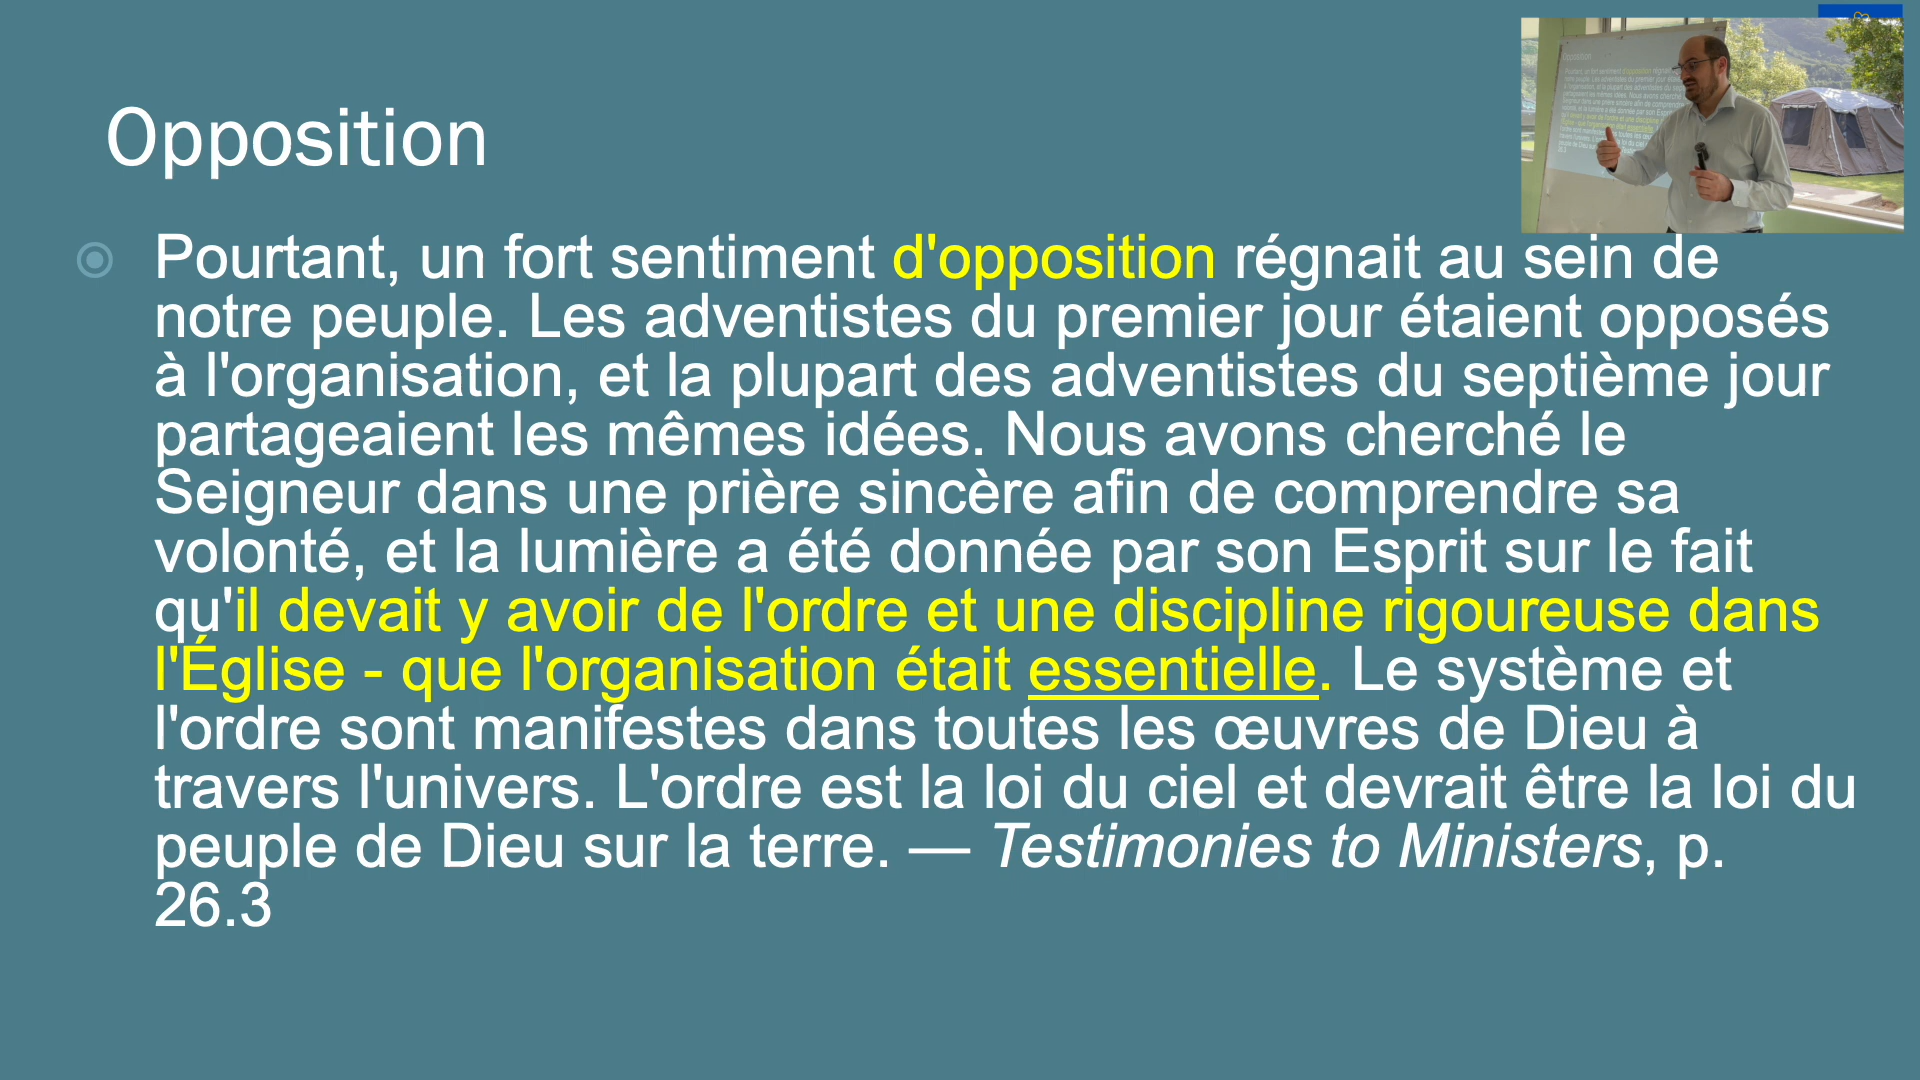 Opposition
Pourtant, un fort sentiment d'opposition régnait au sein de
notre peuple. Les adventistes du premier jour étaient opposés
à l'organisation, et la plupart des adventistes du septième jour
partageaient les mêmes idées. Nous avons cherché le
Seigneur dans une prière sincère afin de comprendre sa
volonté, et la lumière a été donnée par son Esprit sur le fait
qu'il devait y avoir de l'ordre et une discipline rigoureuse dans
l'Église - que l'organisation était essentielle. Le système et
l'ordre sont manifestes dans toutes les œuvres de Dieu à
travers l'univers. L'ordre est la loi du ciel et devrait être la loi du
peuple de Dieu sur la terre. — Testimonies to Ministers, p.
26.3